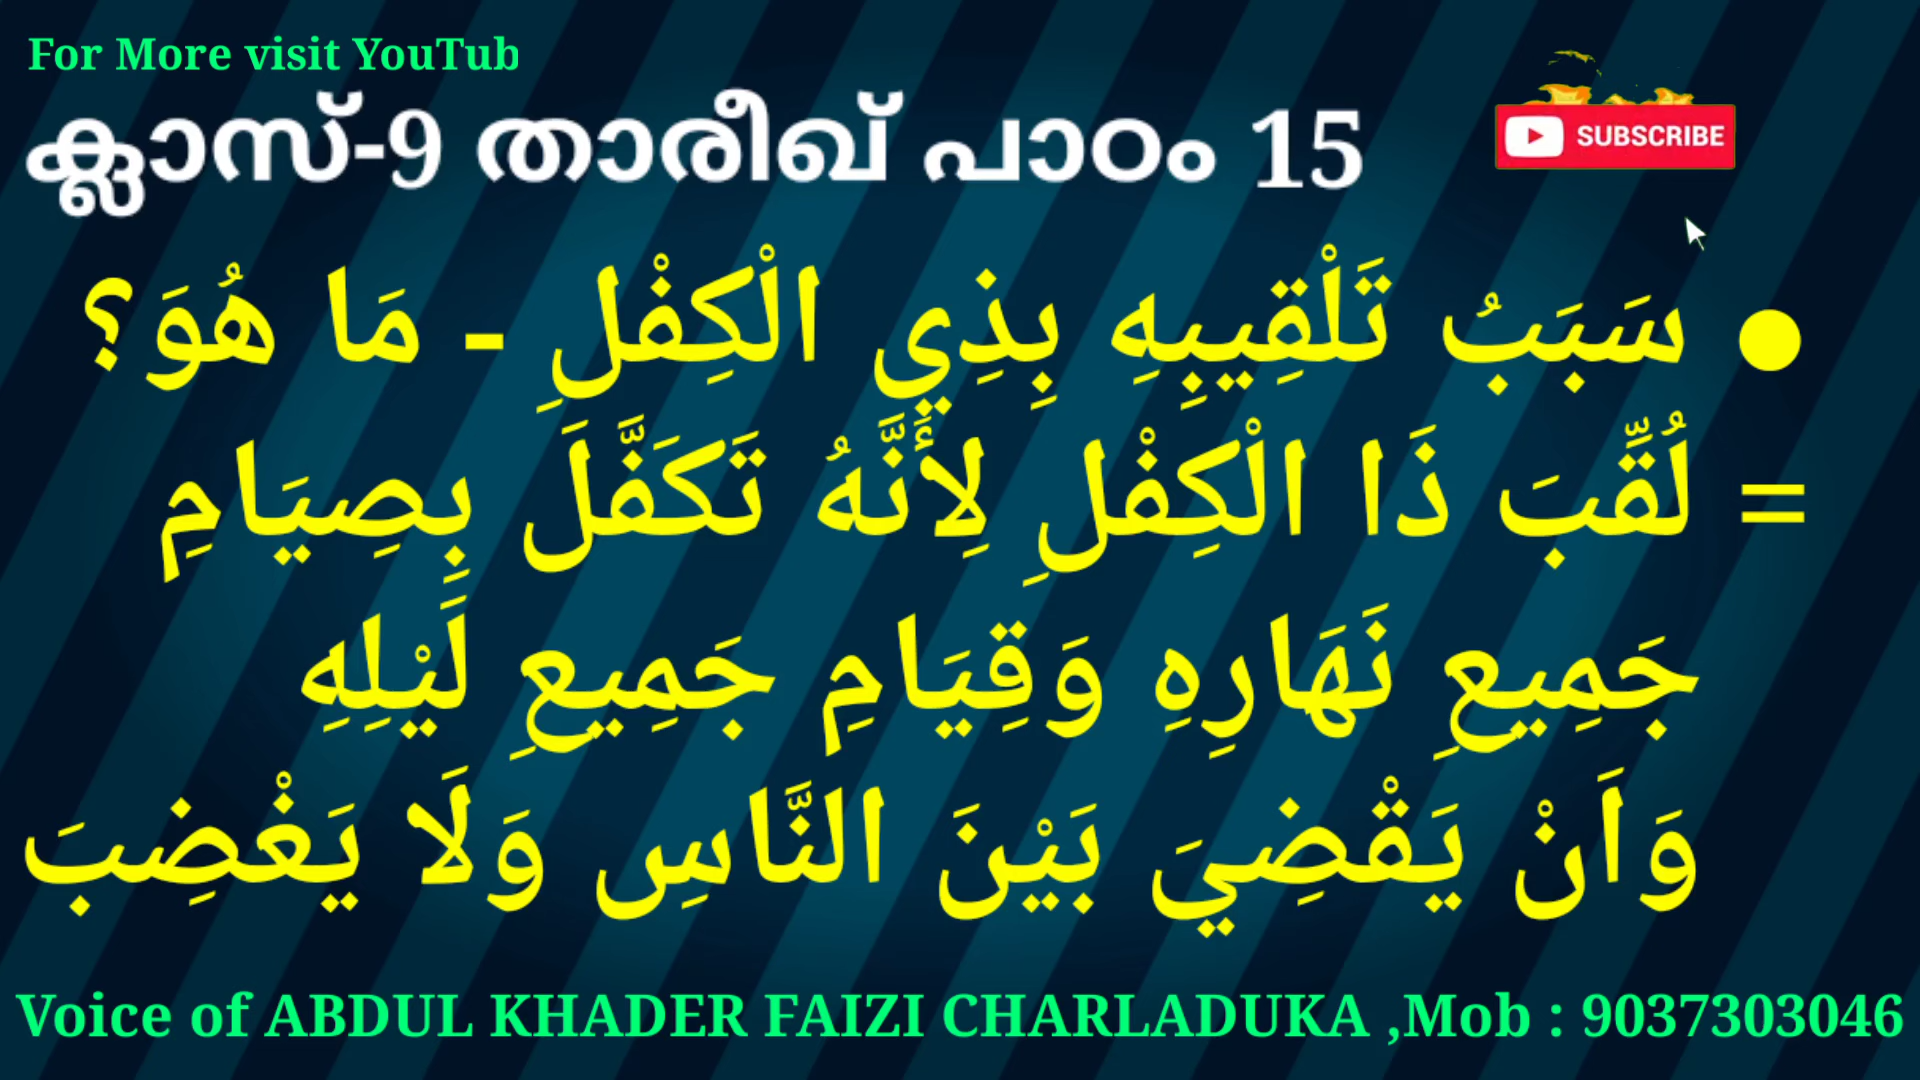 For More visit YouTub
ക്ലാസ്-9 താരീഖ് പാഠം 15
SUBSCRIBE
● سَبَبُ تَلْقِيبِهِ بِذِي الْكِفْلِ - مَا هُوَ؟
= لُقِّبَ ذَا الْكِفْلِ لِأَنَّهُ تَكَفَّلَ بِصِيَامِ
جَمِيعِ نَهَارِهِ وَقِيَامِ جَمِيعِ لَيْلِهِ
وَاَنْ يَقْضِيَ بَيْنَ النَّاسِ وَلَا يَغْضِبَ
Voice of ABDUL KHADER FAIZI CHARLADUKA ,Mob : 9037303046